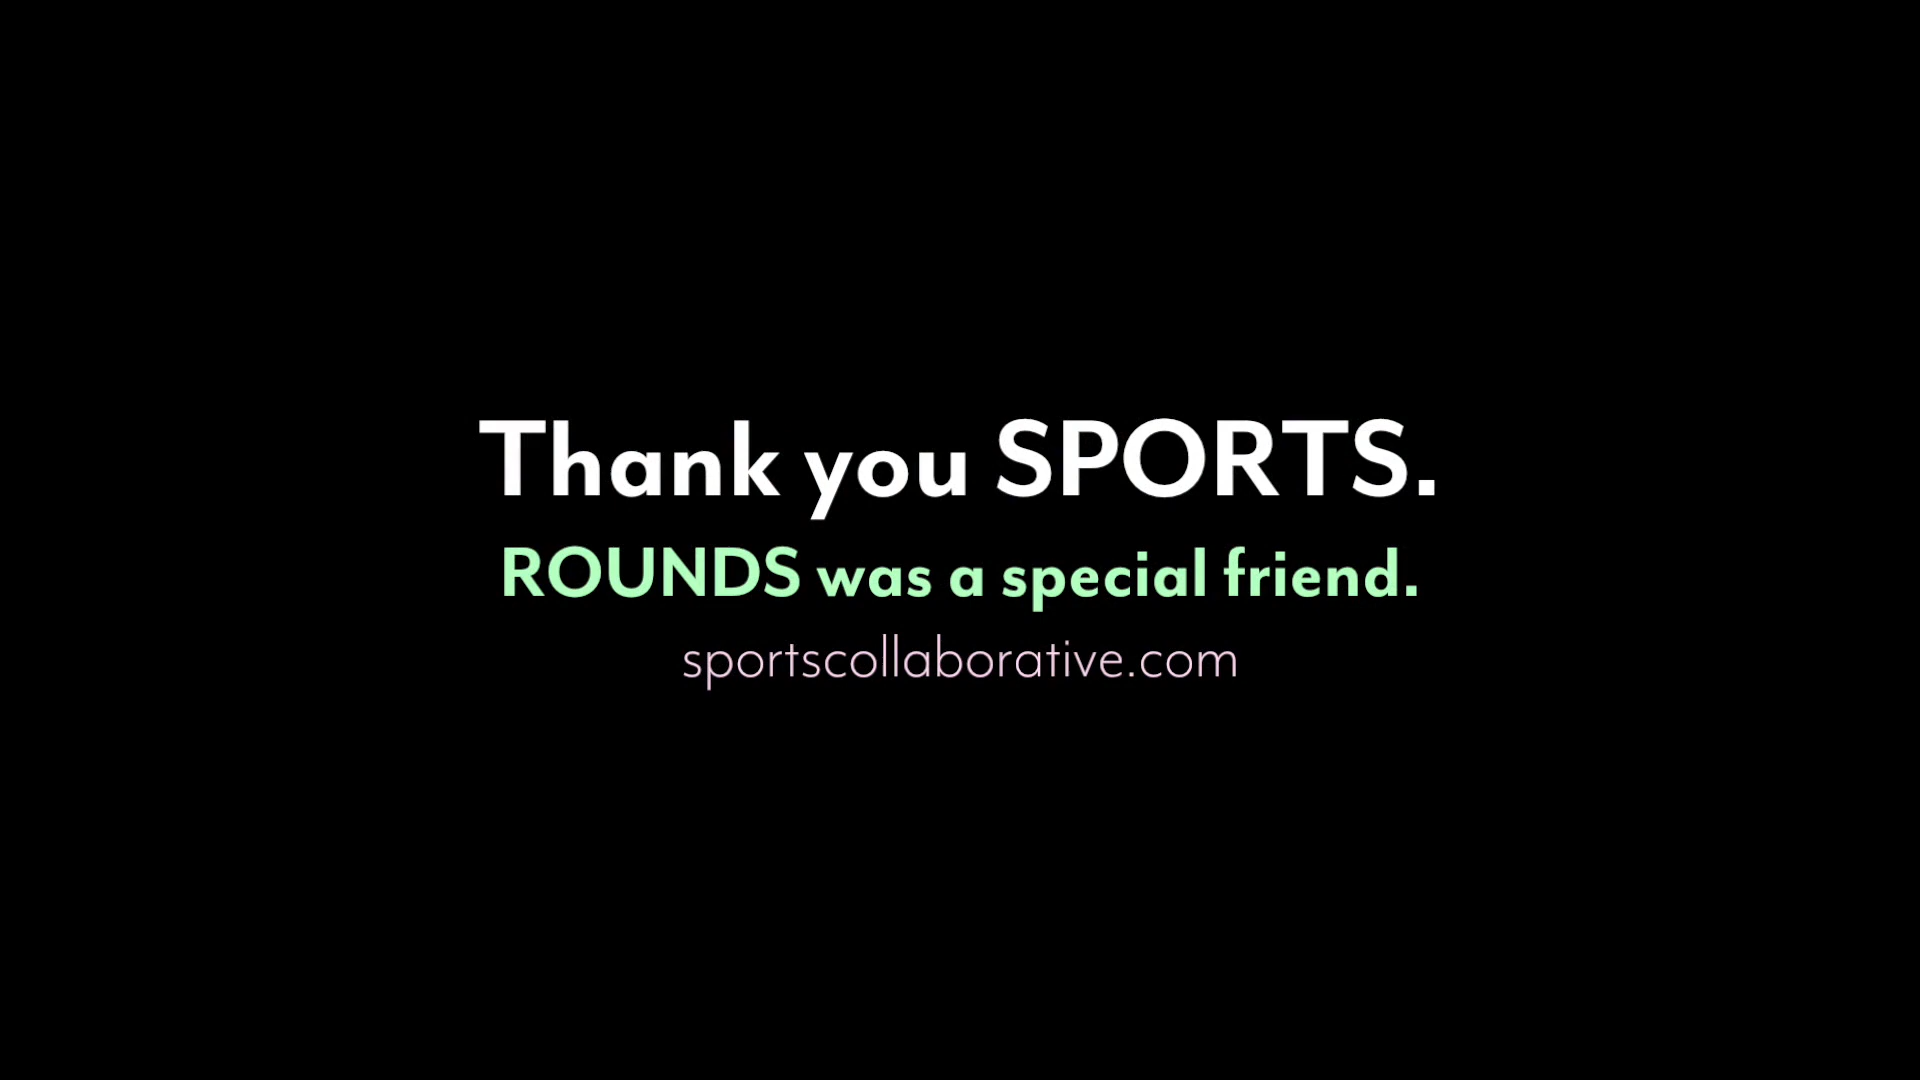 Thank you SPORTS.
ROUNDS was a special friend.
sportscollaborative.com